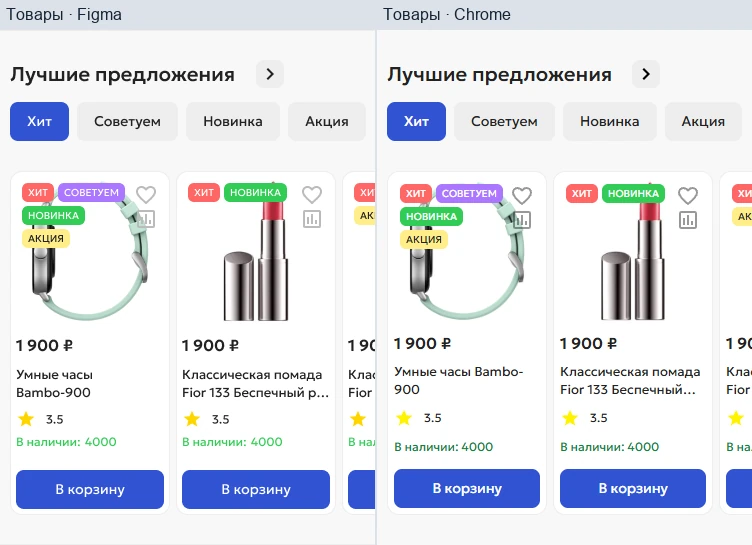 Товары · Figma
Лучшие предложения
Хит Советуем Новинка Акция
ХИТ СОВЕТУЕМ
НОВИНКА
АКЦИЯ
1 900 ₽
Умные часы
Bambo-900
3.5
В наличии: 4000
В корзину
ХИТ НОВИНКА
1 900 ₽
Классическая помада
Fior 133 Беспечный р...
3.5
В наличии: 4000
В корзину
Товары · Chrome
Лучшие предложения
Хит Советуем Новинка Акция
ХИТ СОВЕТУЕМ
НОВИНКА
АКЦИЯ
1 900 ₽
Умные часы Bambo-
900
3.5
В наличии: 4000
В корзину
ХИТ НОВИНКА
1 900 ₽
Классическая помада
Fior 133 Беспечный...
3.5
В наличии: 4000
В корзину